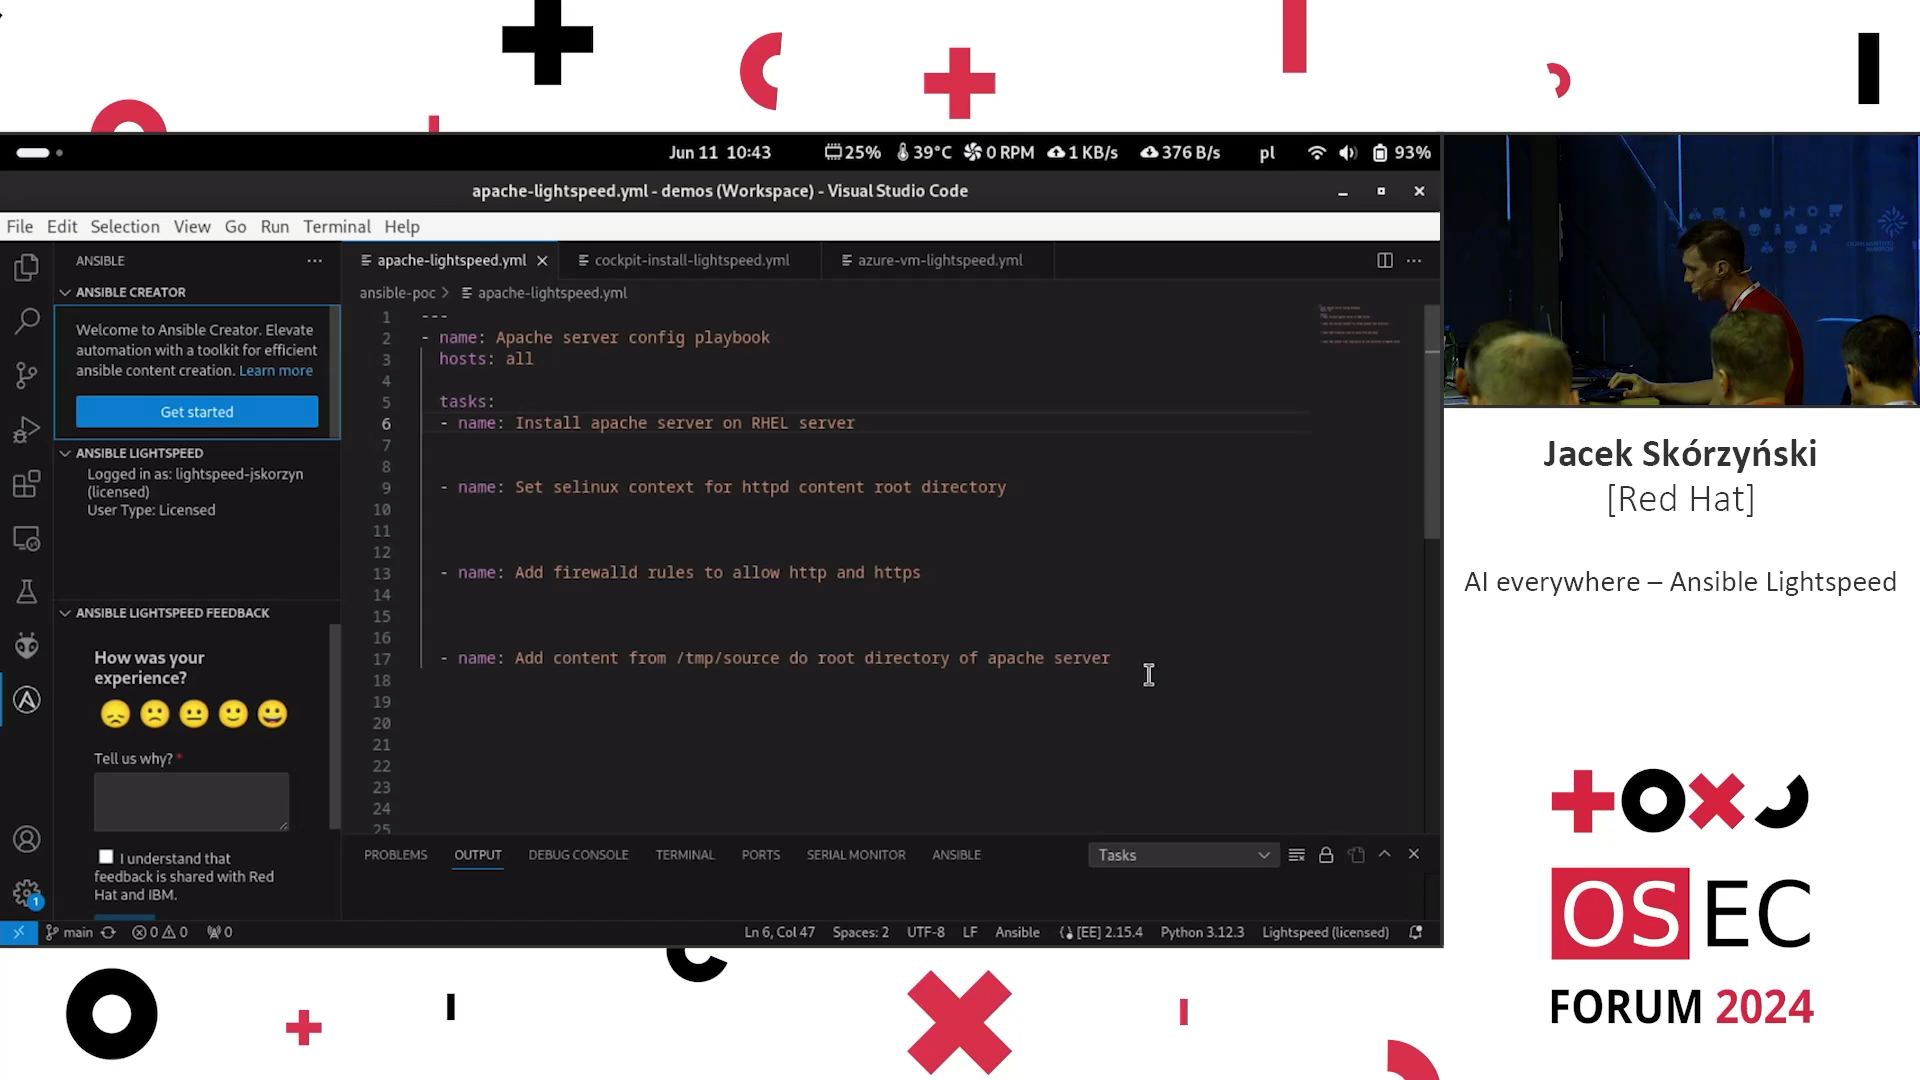 Jun 11 10:43
25%
39°C
0 RPM
1 KB/s
376 B/s
pl
93%
apache-lightspeed.yml - demos (Workspace) - Visual Studio Code
File Edit Selection View Go Run Terminal Help
ANSIBLE
ANSIBLE CREATOR
Welcome to Ansible Creator. Elevate
automation with a toolkit for efficient
ansible content creation. Learn more
Get started
ANSIBLE LIGHTSPEED
Logged in as: lightspeed-jskorzyn
(licensed)
User Type: Licensed
ANSIBLE LIGHTSPEED FEEDBACK
How was your
experience?
Tell us why? *
I understand that
feedback is shared with Red
Hat and IBM.
apache-lightspeed.yml
cockpit-install-lightspeed.yml
azure-vm-lightspeed.yml
ansible-poc > apache-lightspeed.yml
1 ---
2 - name: Apache server config playbook
3 hosts: all
4
5 tasks:
6 - name: Install apache server on RHEL server
7
8
9 - name: Set selinux context for httpd content root directory
10
11
12
13 - name: Add firewalld rules to allow http and https
14
15
16
17 - name: Add content from /tmp/source do root directory of apache server
18
19
20
21
22
23
24
25
PROBLEMS OUTPUT DEBUG CONSOLE TERMINAL PORTS SERIAL MONITOR ANSIBLE
Tasks
1
main
0 0
0
Ln 6, Col 47
Spaces: 2
UTF-8
LF
Ansible
[EE] 2.15.4
Python 3.12.3
Lightspeed (licensed)
Jacek Skórzyński
[Red Hat]
AI everywhere – Ansible Lightspeed
OSEC
FORUM 2024